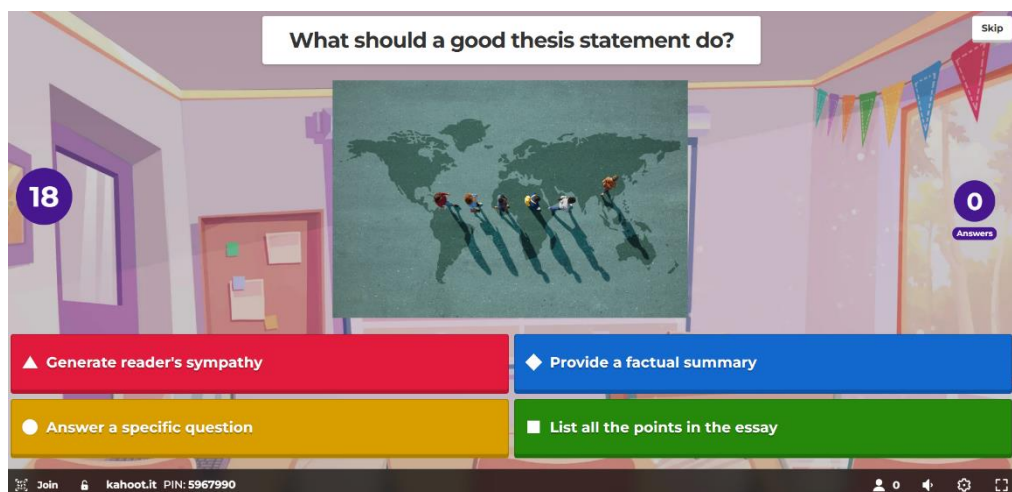 What should a good thesis statement do?
Skip
18
0
Answers
Generate reader's sympathy
Provide a factual summary
Answer a specific question
List all the points in the essay
Join kahoot.it PIN: 5967990 0